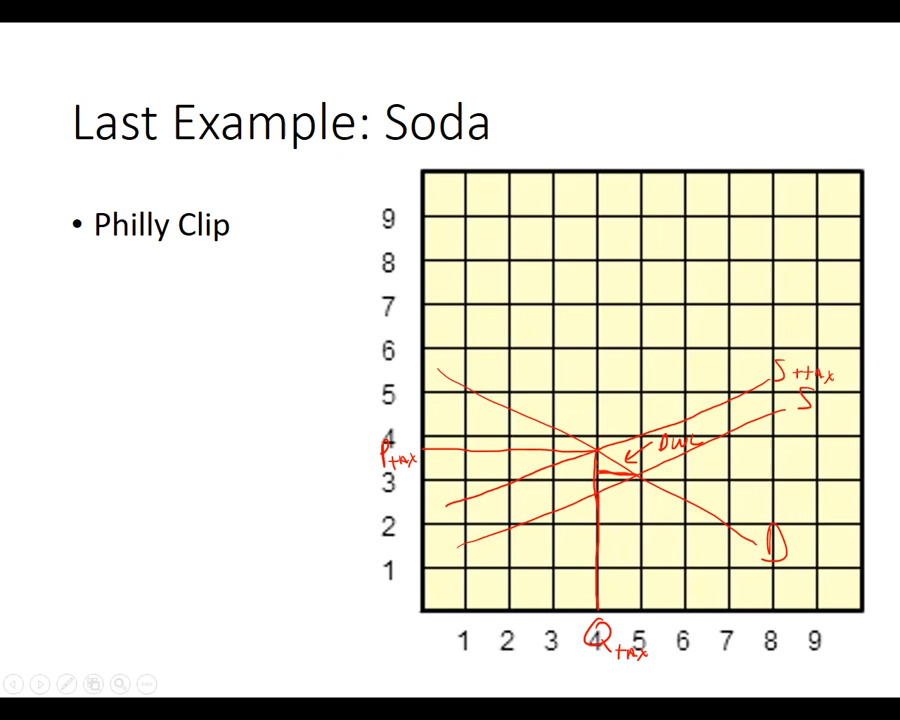 Last Example: Soda
• Philly Clip
9
8
7
6
5
4
3
2
1
S+tax
S
DWL
P+tax
D
1 2 3 4 5 6 7 8 9
Q+tax